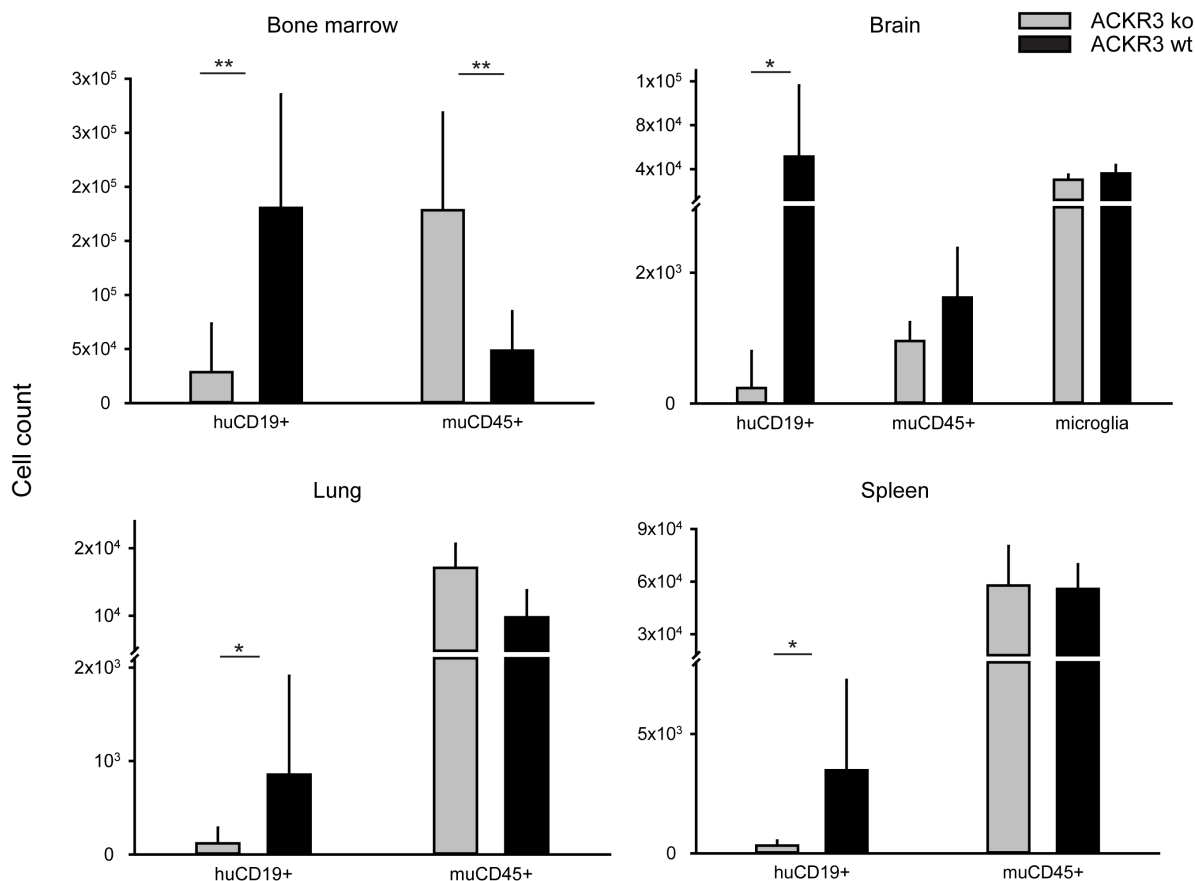 Bone marrow
Brain
ACKR3 ko
ACKR3 wt
Cell count
**
**
3x10⁵
3x10⁵
2x10⁵
2x10⁵
10⁵
5x10⁴
0
huCD19+ muCD45+
*
1x10⁵
8x10⁴
4x10⁴
2x10³
0
huCD19+ muCD45+ microglia
Lung
*
2x10⁴
10⁴
2x10³
10³
0
huCD19+ muCD45+
Spleen
*
9x10⁴
6x10⁴
3x10⁴
5x10³
0
huCD19+ muCD45+